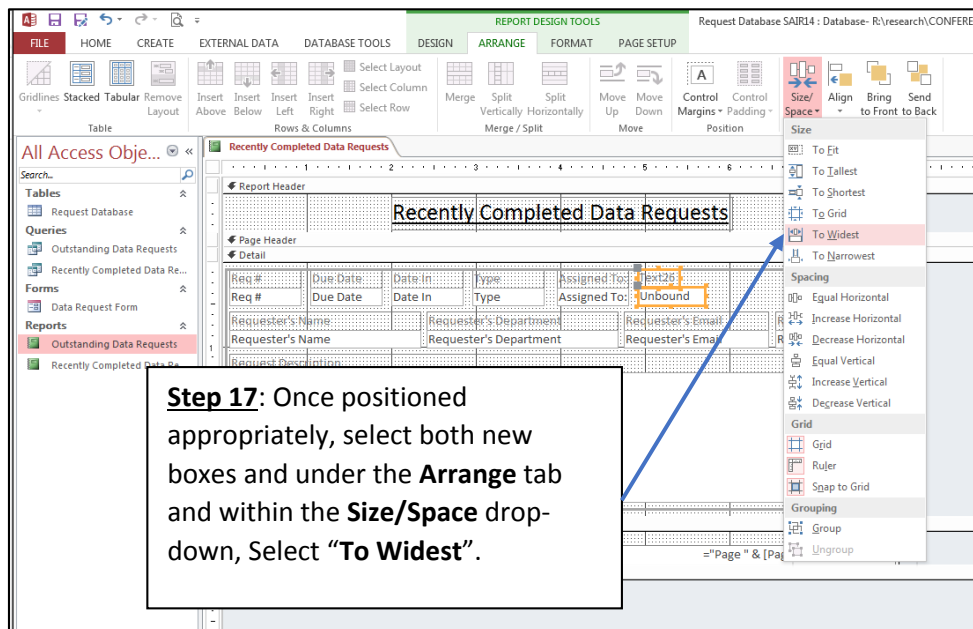 REPORT DESIGN TOOLS
Request Database SAIR14 : Database- R:\research\CONFERE
FILE HOME CREATE EXTERNAL DATA DATABASE TOOLS DESIGN ARRANGE FORMAT PAGE SETUP
Gridlines Stacked Tabular Remove Layout
Insert Above Insert Below Insert Left Insert Right
Select Layout
Select Column
Select Row
Merge Split Vertically Split Horizontally
Move Up Move Down
Control Margins Control Padding
Size/ Space Align Bring to Front Send to Back
Table Rows & Columns Merge / Split Move Position
All Access Obje...
Search...
Tables
Request Database
Queries
Outstanding Data Requests
Recently Completed Data Re...
Forms
Data Request Form
Reports
Outstanding Data Requests
Recently Completed Data Re
Recently Completed Data Requests
1 2 3 4 5 6
Report Header
Recently Completed Data Requests
Page Header
Detail
Req # Due Date Date In Type Assigned To: Text26
Req # Due Date Date In Type Assigned To: Unbound
Requester's Name Requester's Department Requester's Email R
Requester's Name Requester's Department Requester's Email R
1
Request Description
="Page " & [Pag
Size
To Fit
To Tallest
To Shortest
To Grid
To Widest
To Narrowest
Spacing
Equal Horizontal
Increase Horizontal
Decrease Horizontal
Equal Vertical
Increase Vertical
Decrease Vertical
Grid
Grid
Ruler
Snap to Grid
Grouping
Group
Ungroup
Step 17: Once positioned
appropriately, select both new
boxes and under the Arrange tab
and within the Size/Space drop-
down, Select “To Widest”.